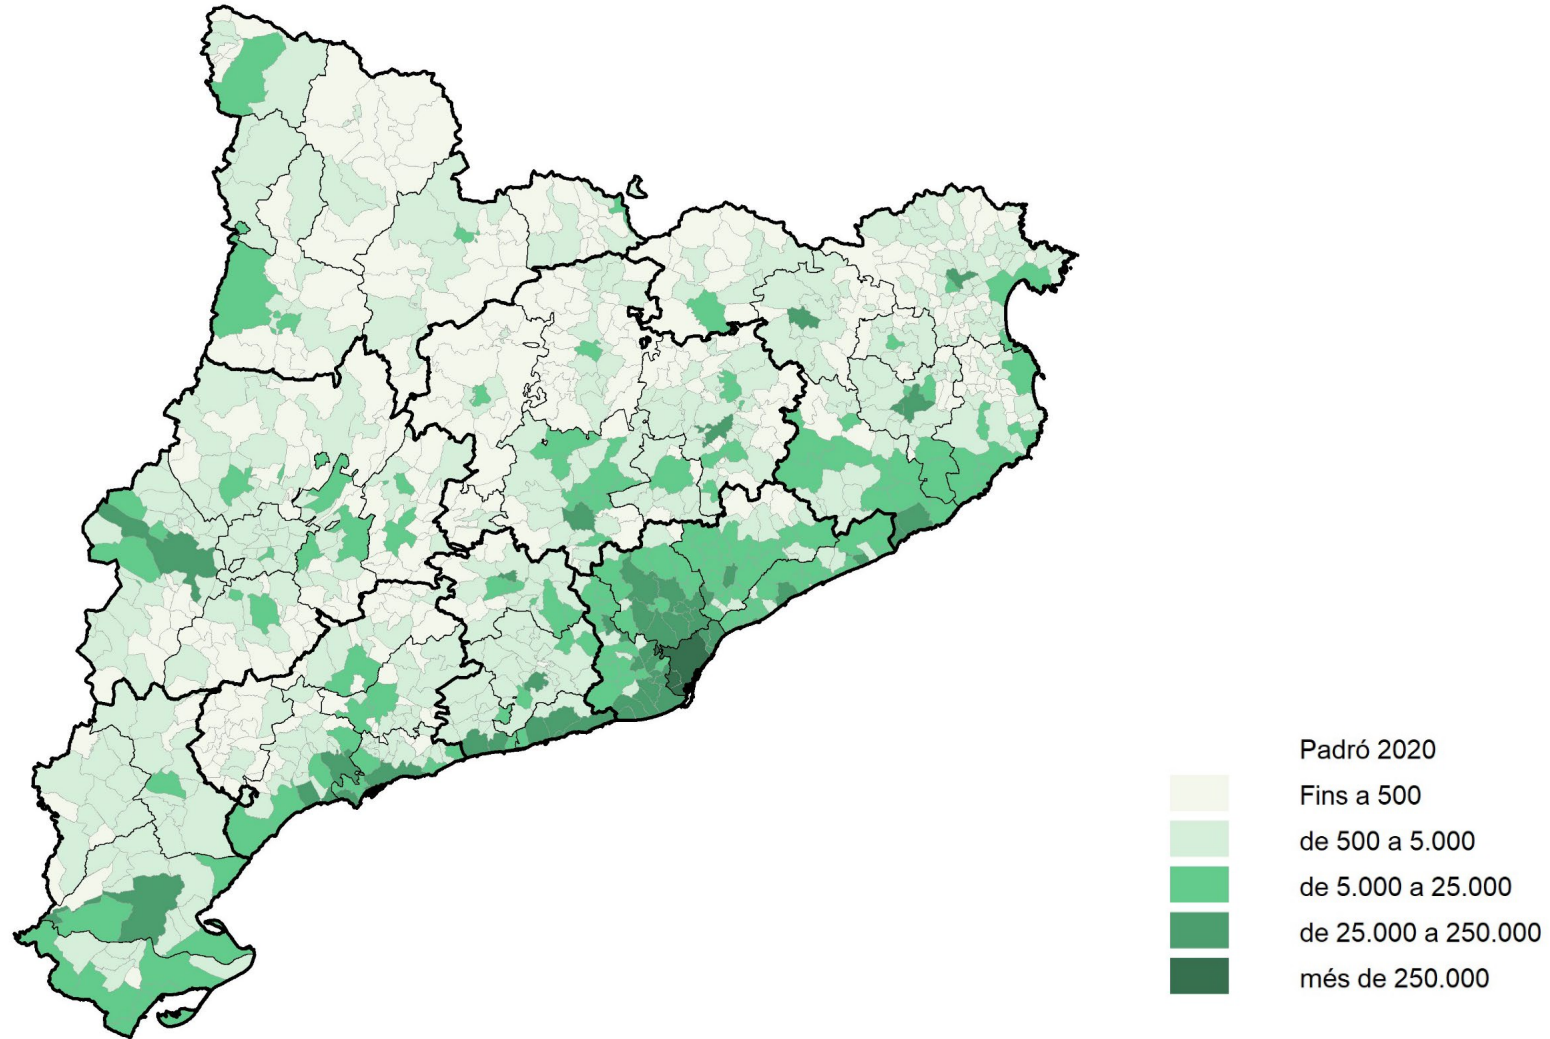 Padró 2020
Fins a 500
de 500 a 5.000
de 5.000 a 25.000
de 25.000 a 250.000
més de 250.000